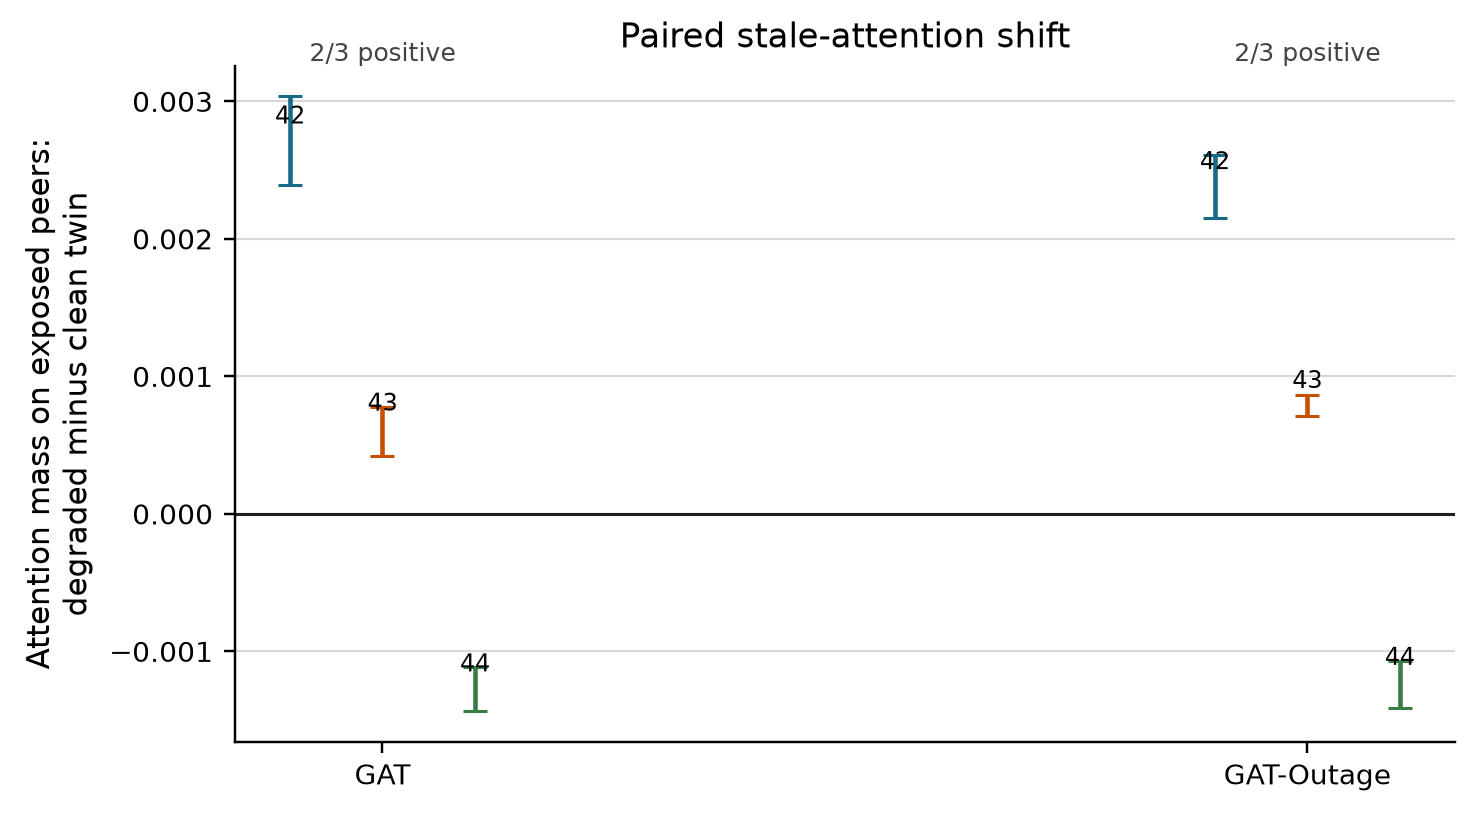 Paired stale-attention shift
2/3 positive
2/3 positive
Attention mass on exposed peers:
degraded minus clean twin
0.003
0.002
0.001
0.000
−0.001
42
43
44
42
43
44
GAT
GAT-Outage